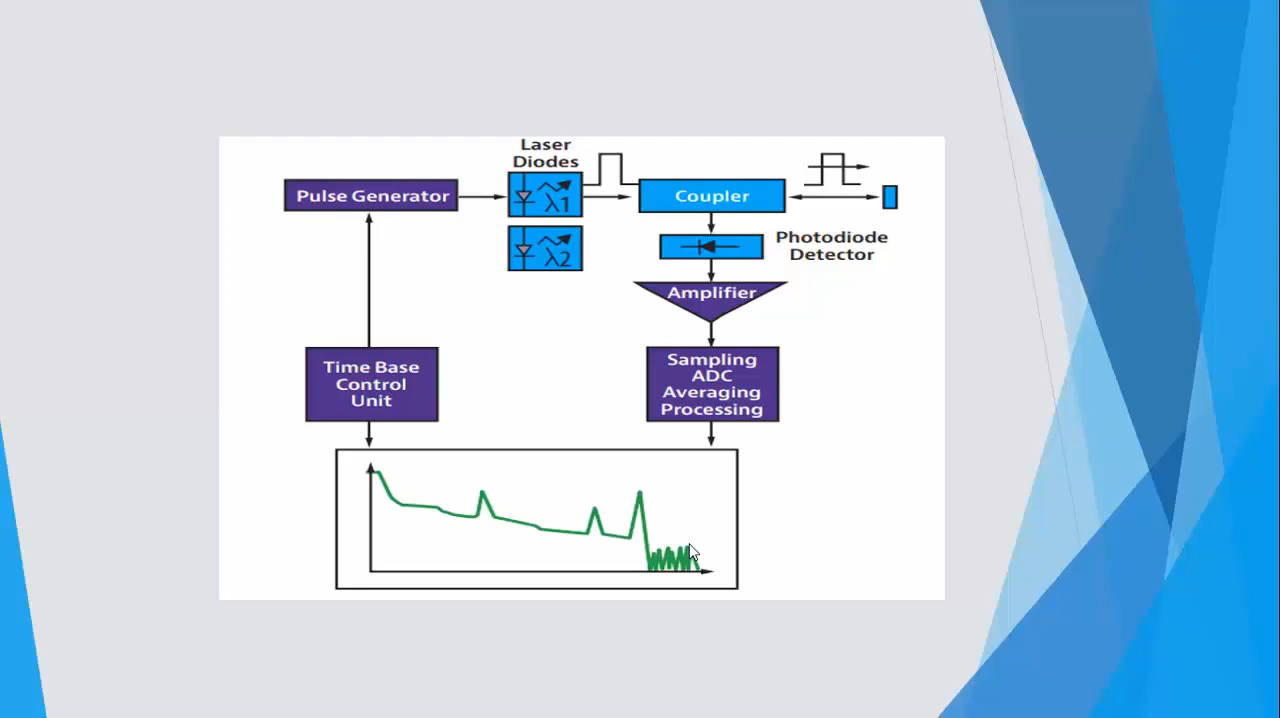 Laser
Diodes
Pulse Generator
λ1
Coupler
λ2
Photodiode
Detector
Amplifier
Time Base
Control
Unit
Sampling
ADC
Averaging
Processing